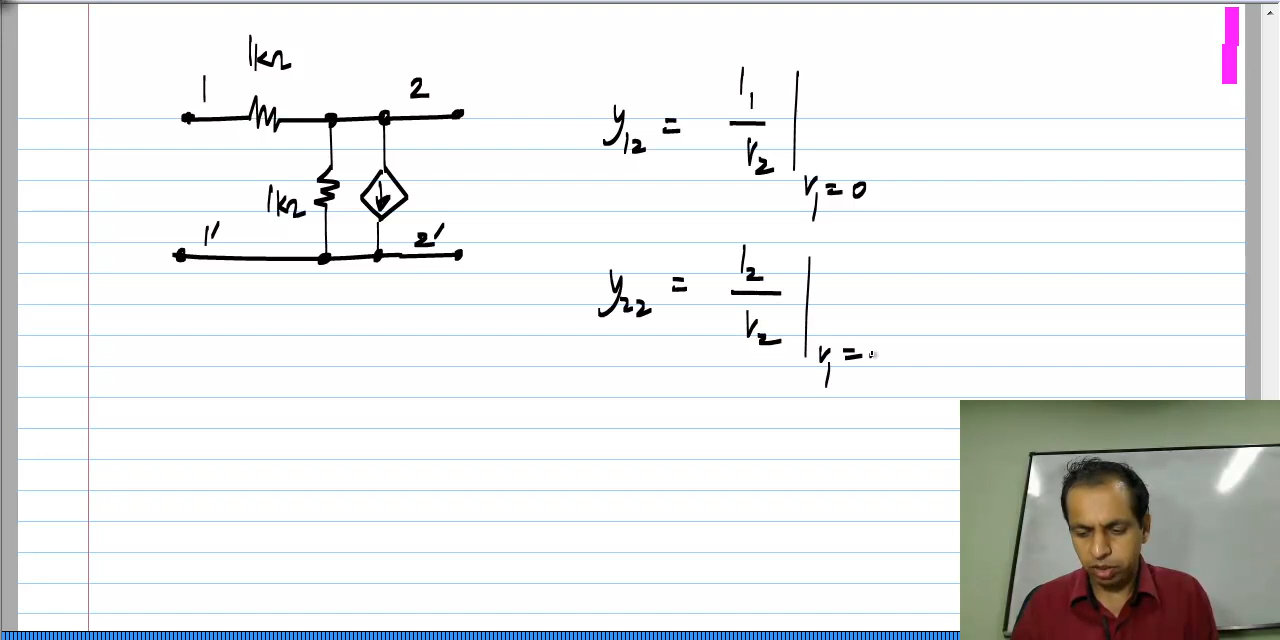 1kΩ
1
2
1kΩ
1'
2'
y₁₂ = I₁ / V₂ | V₁ = 0
y₂₂ = I₂ / V₂ | V₁ =